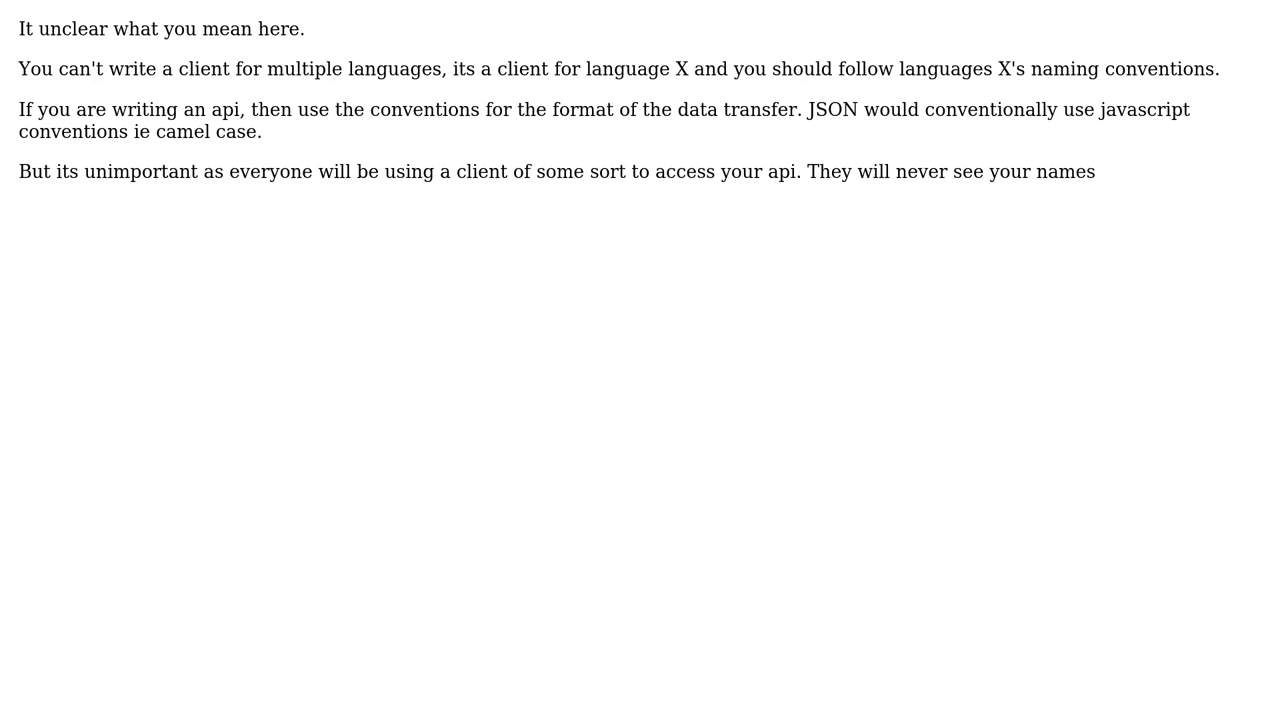 It unclear what you mean here.
You can't write a client for multiple languages, its a client for language X and you should follow languages X's naming conventions.
If you are writing an api, then use the conventions for the format of the data transfer. JSON would conventionally use javascript
conventions ie camel case.
But its unimportant as everyone will be using a client of some sort to access your api. They will never see your names